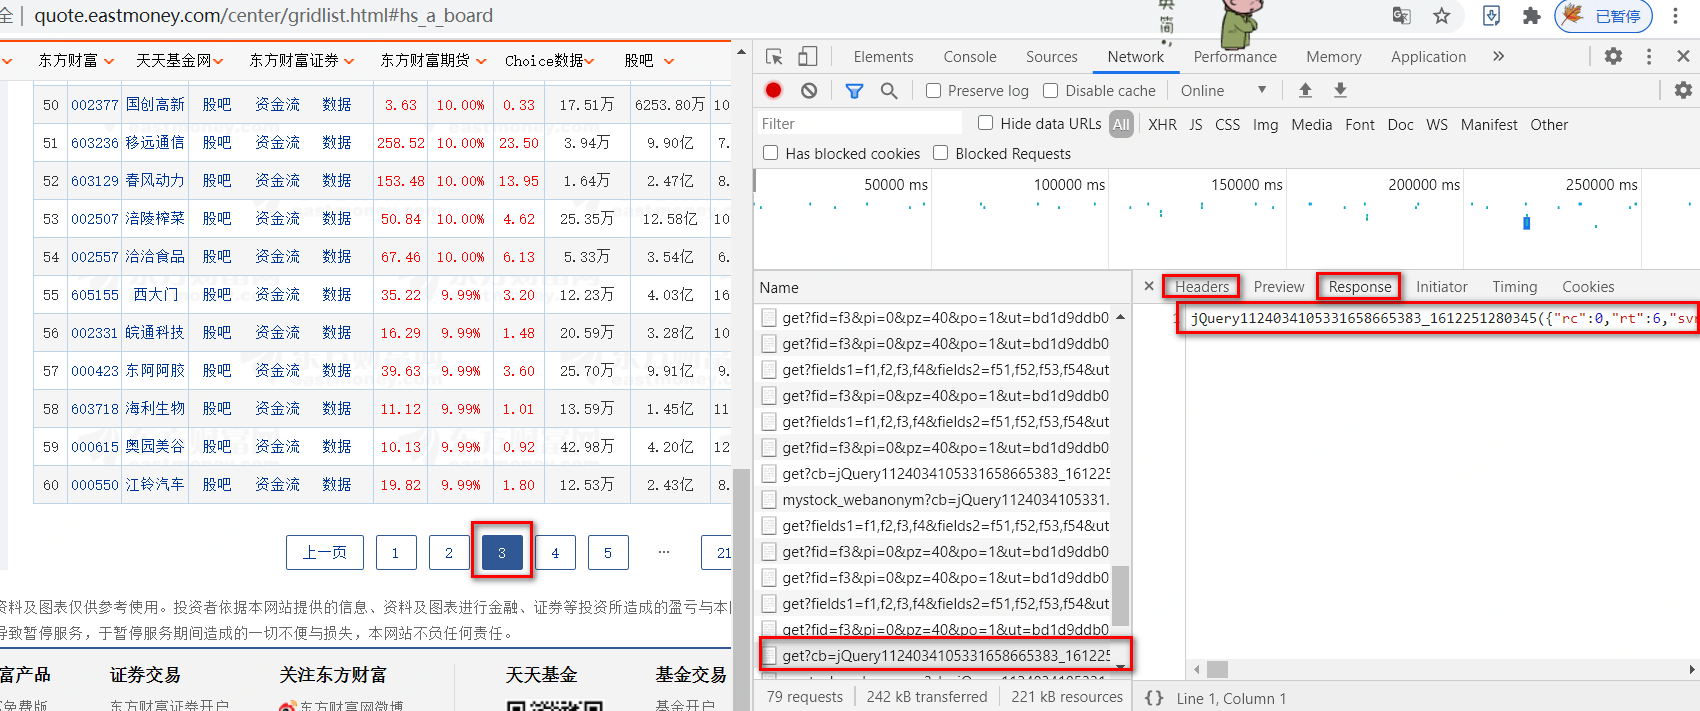 全 | quote.eastmoney.com/center/gridlist.html#hs_a_board
英
简
已暂停
东方财富 天天基金网 东方财富证券 东方财富期货 Choice数据 股吧
50 002377 国创高新 股吧 资金流 数据 3.63 10.00% 0.33 17.51万 6253.80万 10
51 603236 移远通信 股吧 资金流 数据 258.52 10.00% 23.50 3.94万 9.90亿 7.
52 603129 春风动力 股吧 资金流 数据 153.48 10.00% 13.95 1.64万 2.47亿 8.
53 002507 涪陵榨菜 股吧 资金流 数据 50.84 10.00% 4.62 25.35万 12.58亿 10
54 002557 洽洽食品 股吧 资金流 数据 67.46 10.00% 6.13 5.33万 3.54亿 6.
55 605155 西大门 股吧 资金流 数据 35.22 9.99% 3.20 12.23万 4.03亿 16
56 002331 皖通科技 股吧 资金流 数据 16.29 9.99% 1.48 20.59万 3.28亿 10
57 000423 东阿阿胶 股吧 资金流 数据 39.63 9.99% 3.60 25.70万 9.91亿 9.
58 603718 海利生物 股吧 资金流 数据 11.12 9.99% 1.01 13.59万 1.45亿 11
59 000615 奥园美谷 股吧 资金流 数据 10.13 9.99% 0.92 42.98万 4.20亿 12
60 000550 江铃汽车 股吧 资金流 数据 19.82 9.99% 1.80 12.53万 2.43亿 8.
上一页 1 2 3 4 5 ... 21
资料及图表仅供参考使用。投资者依据本网站提供的信息、资料及图表进行金融、证券等投资所造成的盈亏与本网
导致暂停服务，于暂停服务期间造成的一切不便与损失，本网站不负任何责任。
富产品 证券交易 关注东方财富 天天基金 基金交易
免费版 东方财富证券开户 东方财富网微博 基金开户
Elements Console Sources Network Performance Memory Application »
Preserve log Disable cache Online
Filter Hide data URLs All XHR JS CSS Img Media Font Doc WS Manifest Other
Has blocked cookies Blocked Requests
50000 ms 100000 ms 150000 ms 200000 ms 250000 ms
Name
get?fid=f3&pi=0&pz=40&po=1&ut=bd1d9ddb0
get?fid=f3&pi=0&pz=40&po=1&ut=bd1d9ddb0
get?fields1=f1,f2,f3,f4&fields2=f51,f52,f53,f54&ut
get?fid=f3&pi=0&pz=40&po=1&ut=bd1d9ddb0
get?fields1=f1,f2,f3,f4&fields2=f51,f52,f53,f54&ut
get?fid=f3&pi=0&pz=40&po=1&ut=bd1d9ddb0
get?cb=jQuery1124034105331658665383_161225
mystock_webanonym?cb=jQuery1124034105331.
get?fields1=f1,f2,f3,f4&fields2=f51,f52,f53,f54&ut
get?fid=f3&pi=0&pz=40&po=1&ut=bd1d9ddb0
get?fid=f3&pi=0&pz=40&po=1&ut=bd1d9ddb0
get?fields1=f1,f2,f3,f4&fields2=f51,f52,f53,f54&ut
get?fid=f3&pi=0&pz=40&po=1&ut=bd1d9ddb0
get?cb=jQuery1124034105331658665383_161225
79 requests 242 kB transferred 221 kB resources
× Headers Preview Response Initiator Timing Cookies
1 jQuery1124034105331658665383_1612251280345({"rc":0,"rt":6,"svr
{} Line 1, Column 1